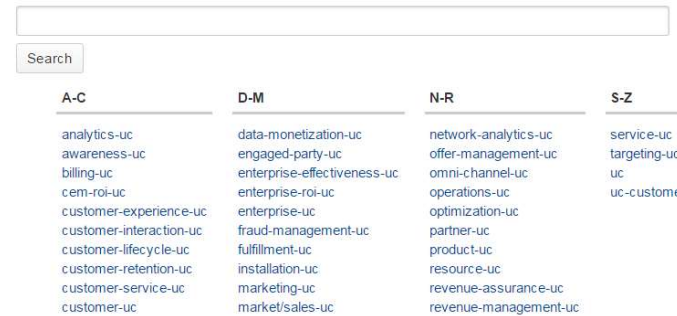 Search
A-C
analytics-uc
awareness-uc
billing-uc
cem-roi-uc
customer-experience-uc
customer-interaction-uc
customer-lifecycle-uc
customer-retention-uc
customer-service-uc
customer-uc
D-M
data-monetization-uc
engaged-party-uc
enterprise-effectiveness-uc
enterprise-roi-uc
enterprise-uc
fraud-management-uc
fulfillment-uc
installation-uc
marketing-uc
market/sales-uc
N-R
network-analytics-uc
offer-management-uc
omni-channel-uc
operations-uc
optimization-uc
partner-uc
product-uc
resource-uc
revenue-assurance-uc
revenue-management-uc
S-Z
service-uc
targeting-uc
uc
uc-custome